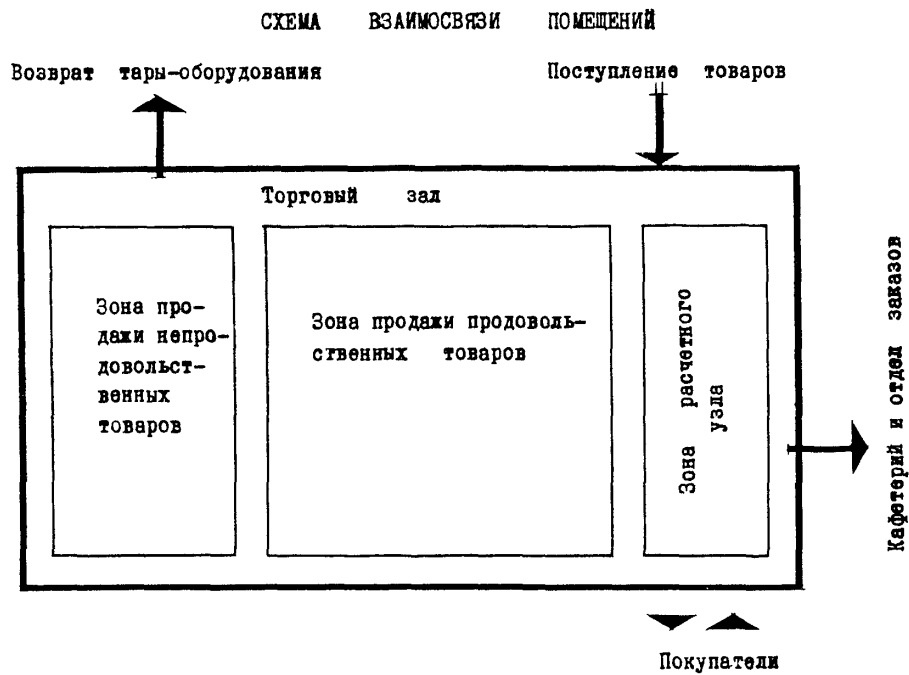 СХЕМА ВЗАИМОСВЯЗИ ПОМЕЩЕНИЙ
Возврат тары-оборудования
Поступление товаров
Торговый зал
Зона про-
дажи непро-
довольст-
венных
товаров
Зона продажи продоволь-
ственных товаров
Зона расчетного
узла
Кафетерий и отдел заказов
Покупатели